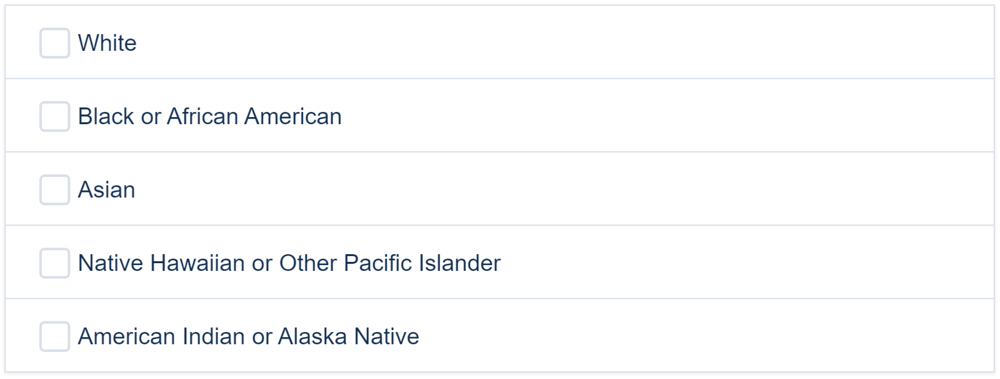 White
Black or African American
Asian
Native Hawaiian or Other Pacific Islander
American Indian or Alaska Native